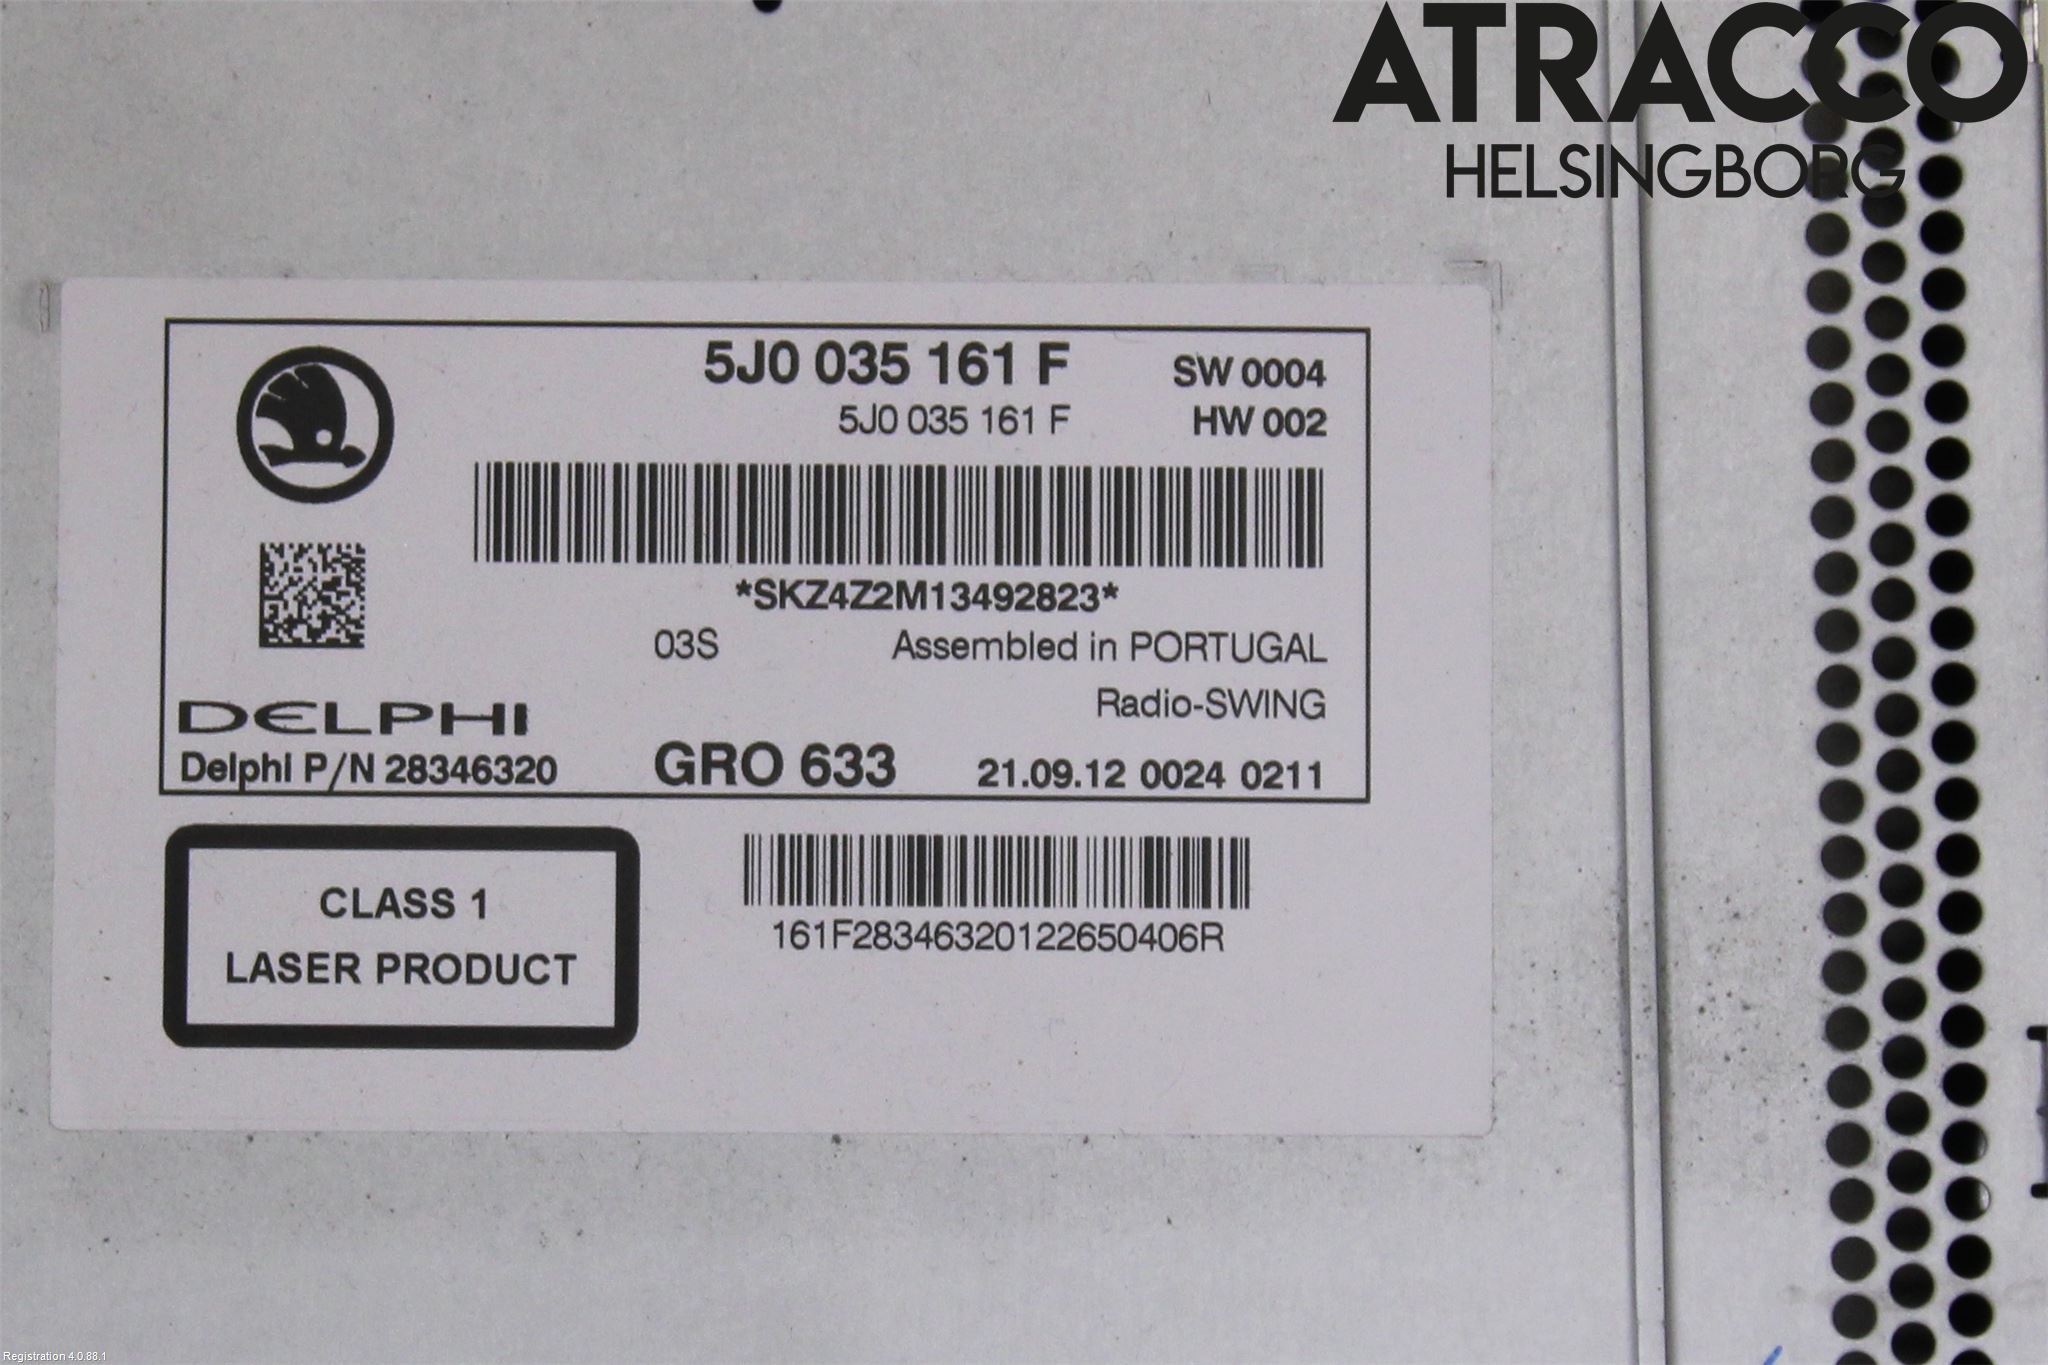 ATRACCO
HELSINGBORG
5J0 035 161 F
SW 0004
5J0 035 161 F
HW 002
*SKZ4Z2M13492823*
03S
Assembled in PORTUGAL
Radio-SWING
DELPHI
Delphi P/N 28346320
GRO 633
21.09.12 0024 0211
CLASS 1
LASER PRODUCT
161F28346320122650406R
Registration 4.0.88.1